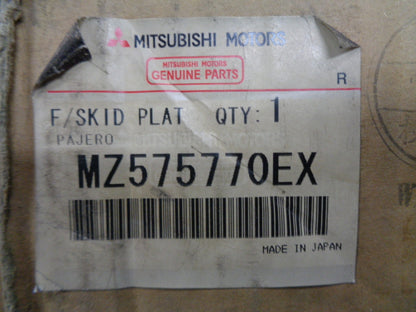 MITSUBISHI MOTORS
MITSUBISHI MOTORS
GENUINE PARTS
R
F/SKID PLAT QTY: 1
PAJERO
MZ575770EX
MADE IN JAPAN